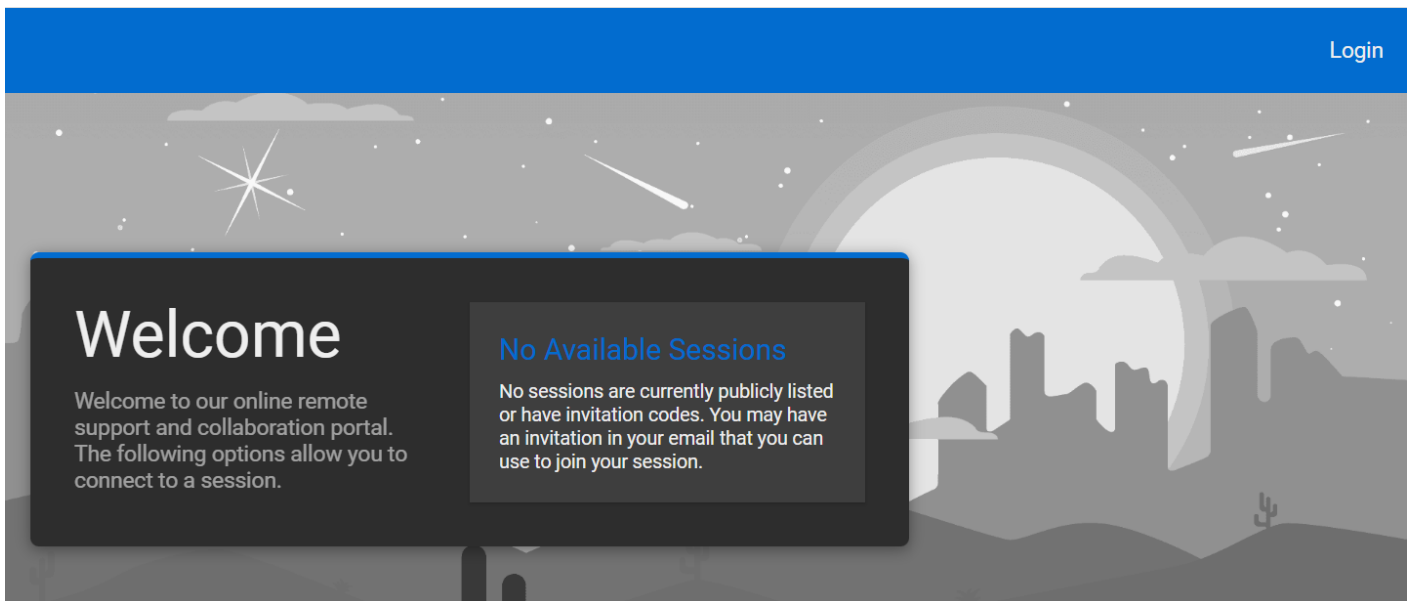 Login
Welcome
Welcome to our online remote
support and collaboration portal.
The following options allow you to
connect to a session.
No Available Sessions
No sessions are currently publicly listed
or have invitation codes. You may have
an invitation in your email that you can
use to join your session.